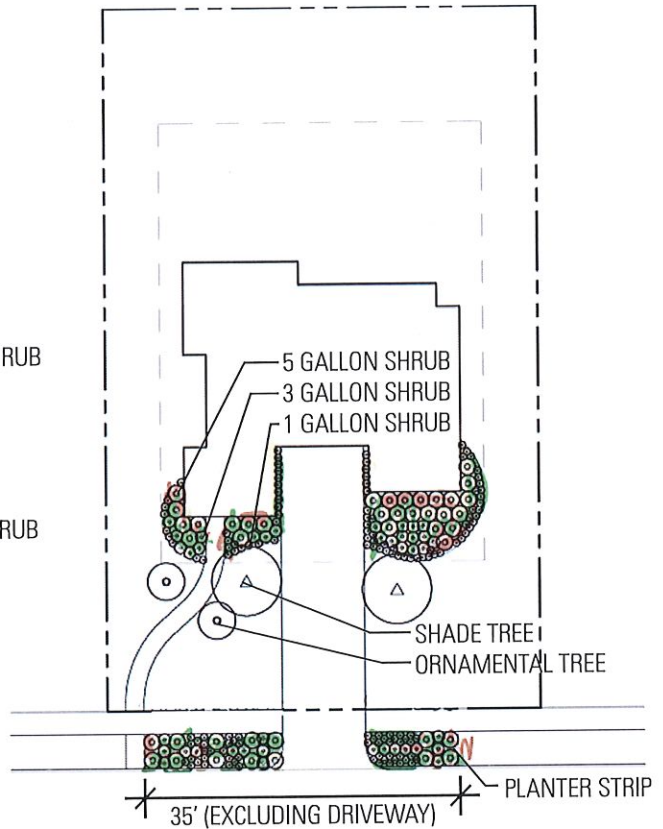 RUB
5 GALLON SHRUB
3 GALLON SHRUB
1 GALLON SHRUB
RUB
SHADE TREE
ORNAMENTAL TREE
PLANTER STRIP
35' (EXCLUDING DRIVEWAY)